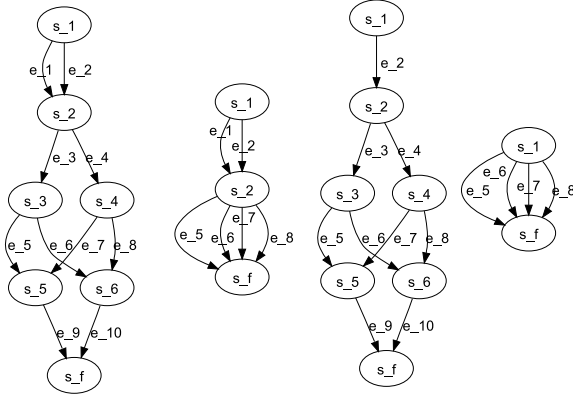 s_1
e_1 e_2
s_2
e_3 e_4
s_3 s_4
e_5 e_6 e_7 e_8
s_5 s_6
e_9 e_10
s_f
s_1
e_1 e_2
s_2
e_5 e_6 e_7 e_8
s_f
s_1
e_2
s_2
e_3 e_4
s_3 s_4
e_5 e_6 e_7 e_8
s_5 s_6
e_9 e_10
s_f
s_1
e_5 e_6 e_7 e_8
s_f